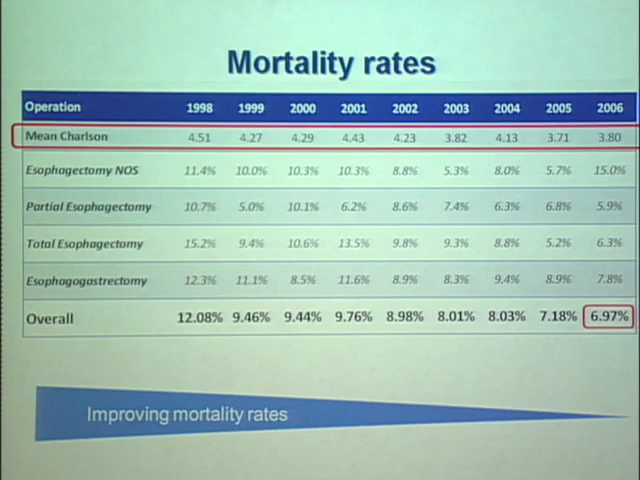 Mortality rates
Operation 1998 1999 2000 2001 2002 2003 2004 2005 2006
Mean Charlson 4.51 4.27 4.29 4.43 4.23 3.82 4.13 3.71 3.80
Esophagectomy NOS 11.4% 10.0% 10.3% 10.3% 8.8% 5.3% 8.0% 5.7% 15.0%
Partial Esophagectomy 10.7% 5.0% 10.1% 6.2% 8.6% 7.4% 6.3% 6.8% 5.9%
Total Esophagectomy 15.2% 9.4% 10.6% 13.5% 9.8% 9.3% 8.8% 5.2% 6.3%
Esophagogastrectomy 12.3% 11.1% 8.5% 11.6% 8.9% 8.3% 9.4% 8.9% 7.8%
Overall 12.08% 9.46% 9.44% 9.76% 8.98% 8.01% 8.03% 7.18% 6.97%
Improving mortality rates